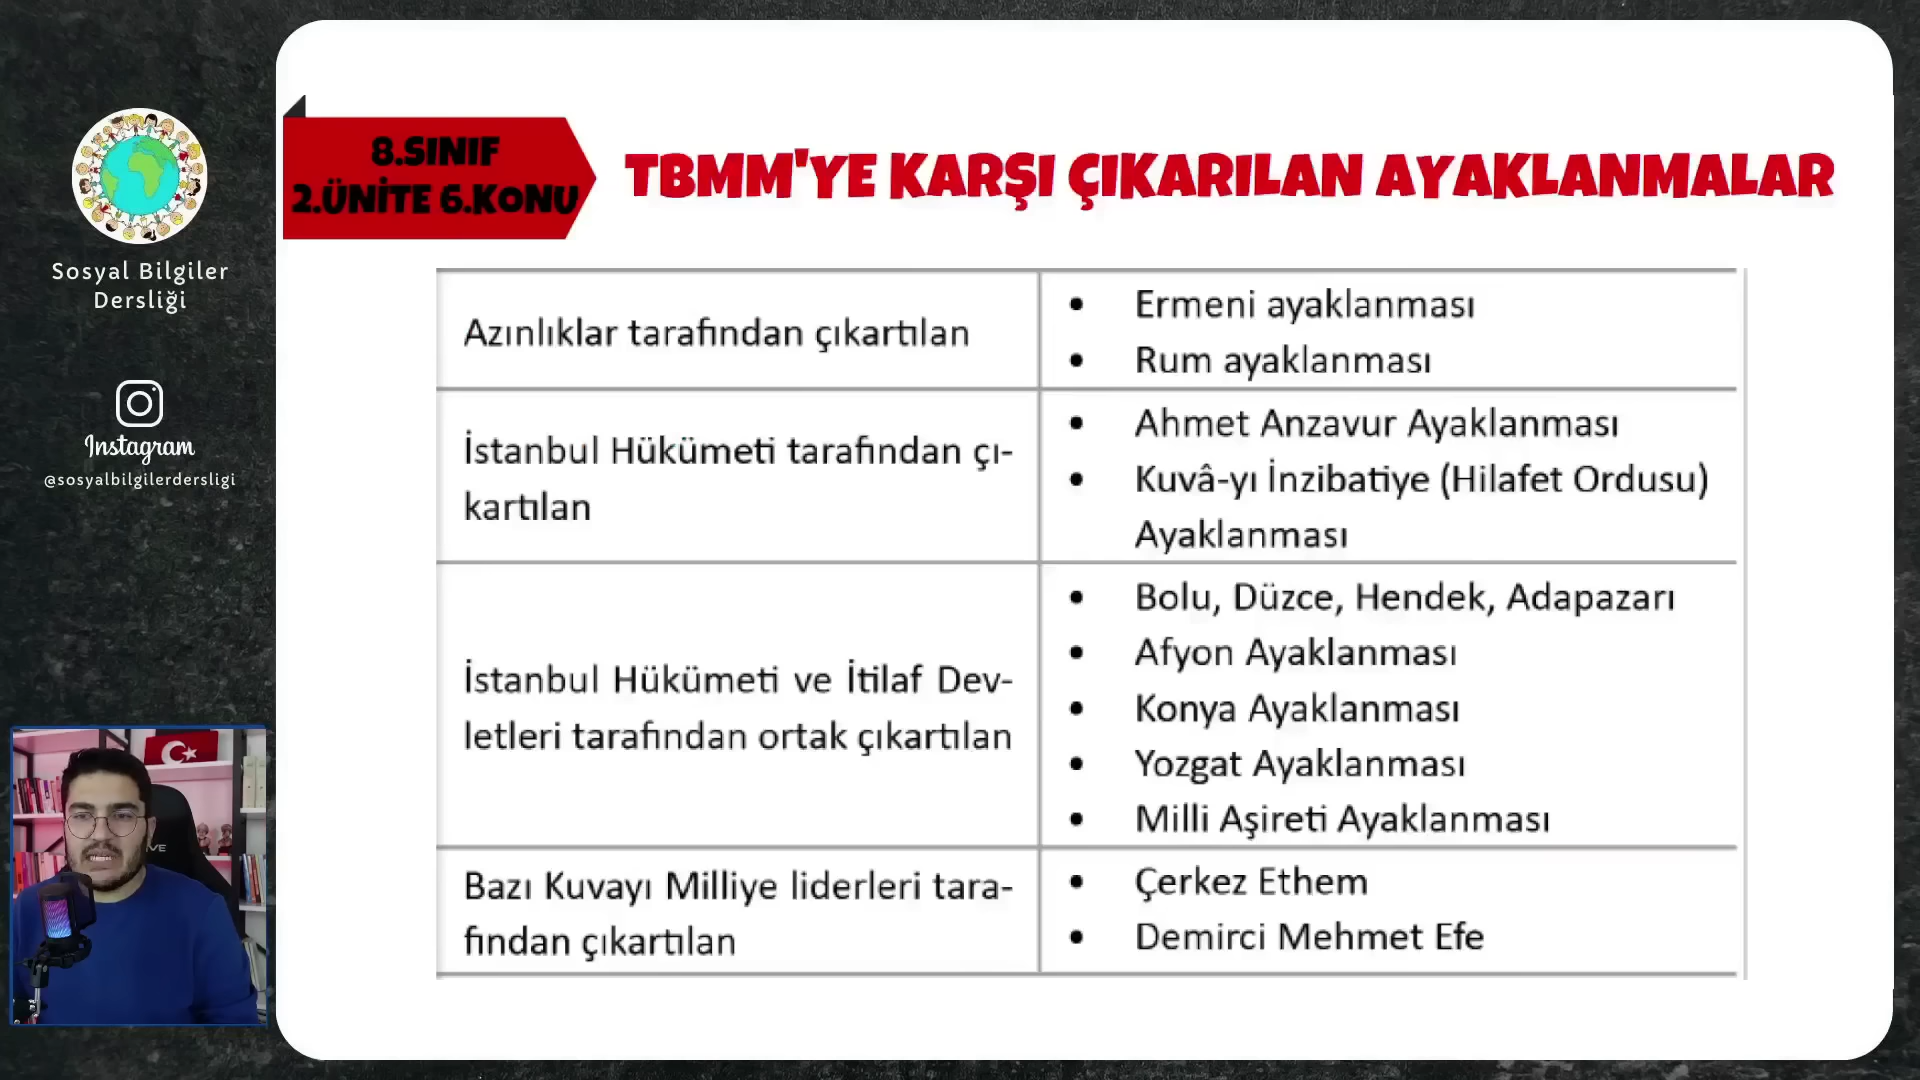 8.SINIF
2.ÜNİTE 6.KONU
TBMM'YE KARŞI ÇIKARILAN AYAKLANMALAR
Sosyal Bilgiler
Dersliği
Instagram
@sosyalbilgilerdersligi
Azınlıklar tarafından çıkartılan
• Ermeni ayaklanması
• Rum ayaklanması
İstanbul Hükümeti tarafından çı-
kartılan
• Ahmet Anzavur Ayaklanması
• Kuvâ-yı İnzibatiye (Hilafet Ordusu)
Ayaklanması
İstanbul Hükümeti ve İtilaf Dev-
letleri tarafından ortak çıkartılan
• Bolu, Düzce, Hendek, Adapazarı
• Afyon Ayaklanması
• Konya Ayaklanması
• Yozgat Ayaklanması
• Milli Aşireti Ayaklanması
Bazı Kuvayı Milliye liderleri tara-
fından çıkartılan
• Çerkez Ethem
• Demirci Mehmet Efe